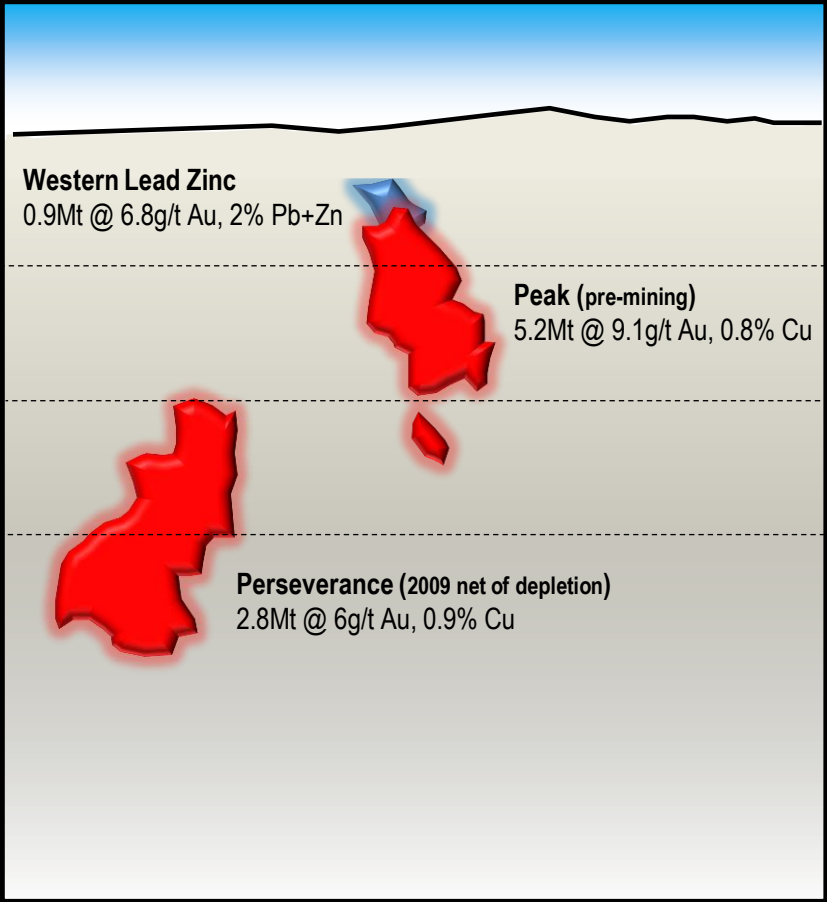 Western Lead Zinc
0.9Mt @ 6.8g/t Au, 2% Pb+Zn
Peak (pre-mining)
5.2Mt @ 9.1g/t Au, 0.8% Cu
Perseverance (2009 net of depletion)
2.8Mt @ 6g/t Au, 0.9% Cu